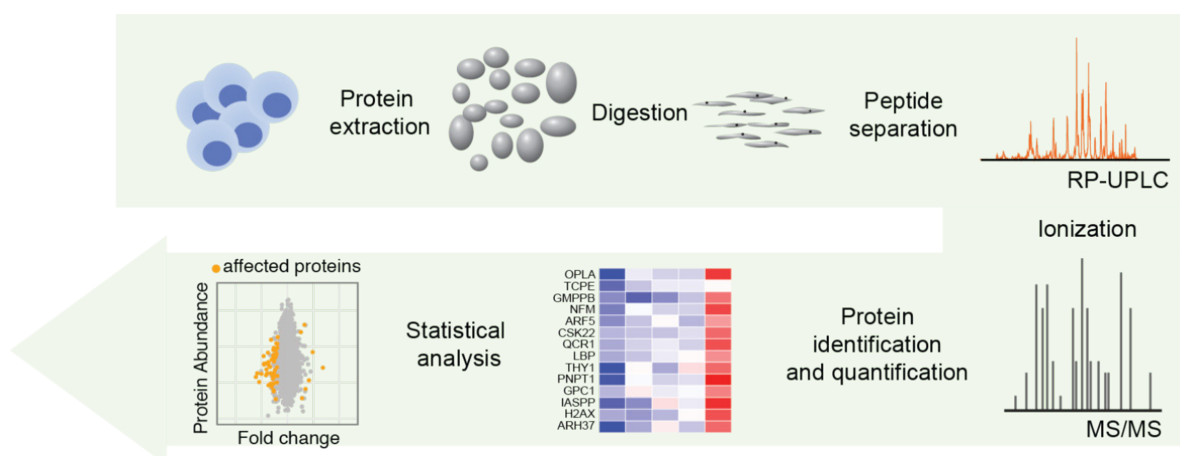 Protein
extraction
Digestion
Peptide
separation
RP-UPLC
Ionization
MS/MS
Protein
identification
and quantification
OPLA
TCPE
GMPPB
NFM
ARF5
CSK22
QCR1
LBP
THY1
PNPT1
GPC1
IASPP
H2AX
ARH37
Statistical
analysis
affected proteins
Protein Abundance
Fold change